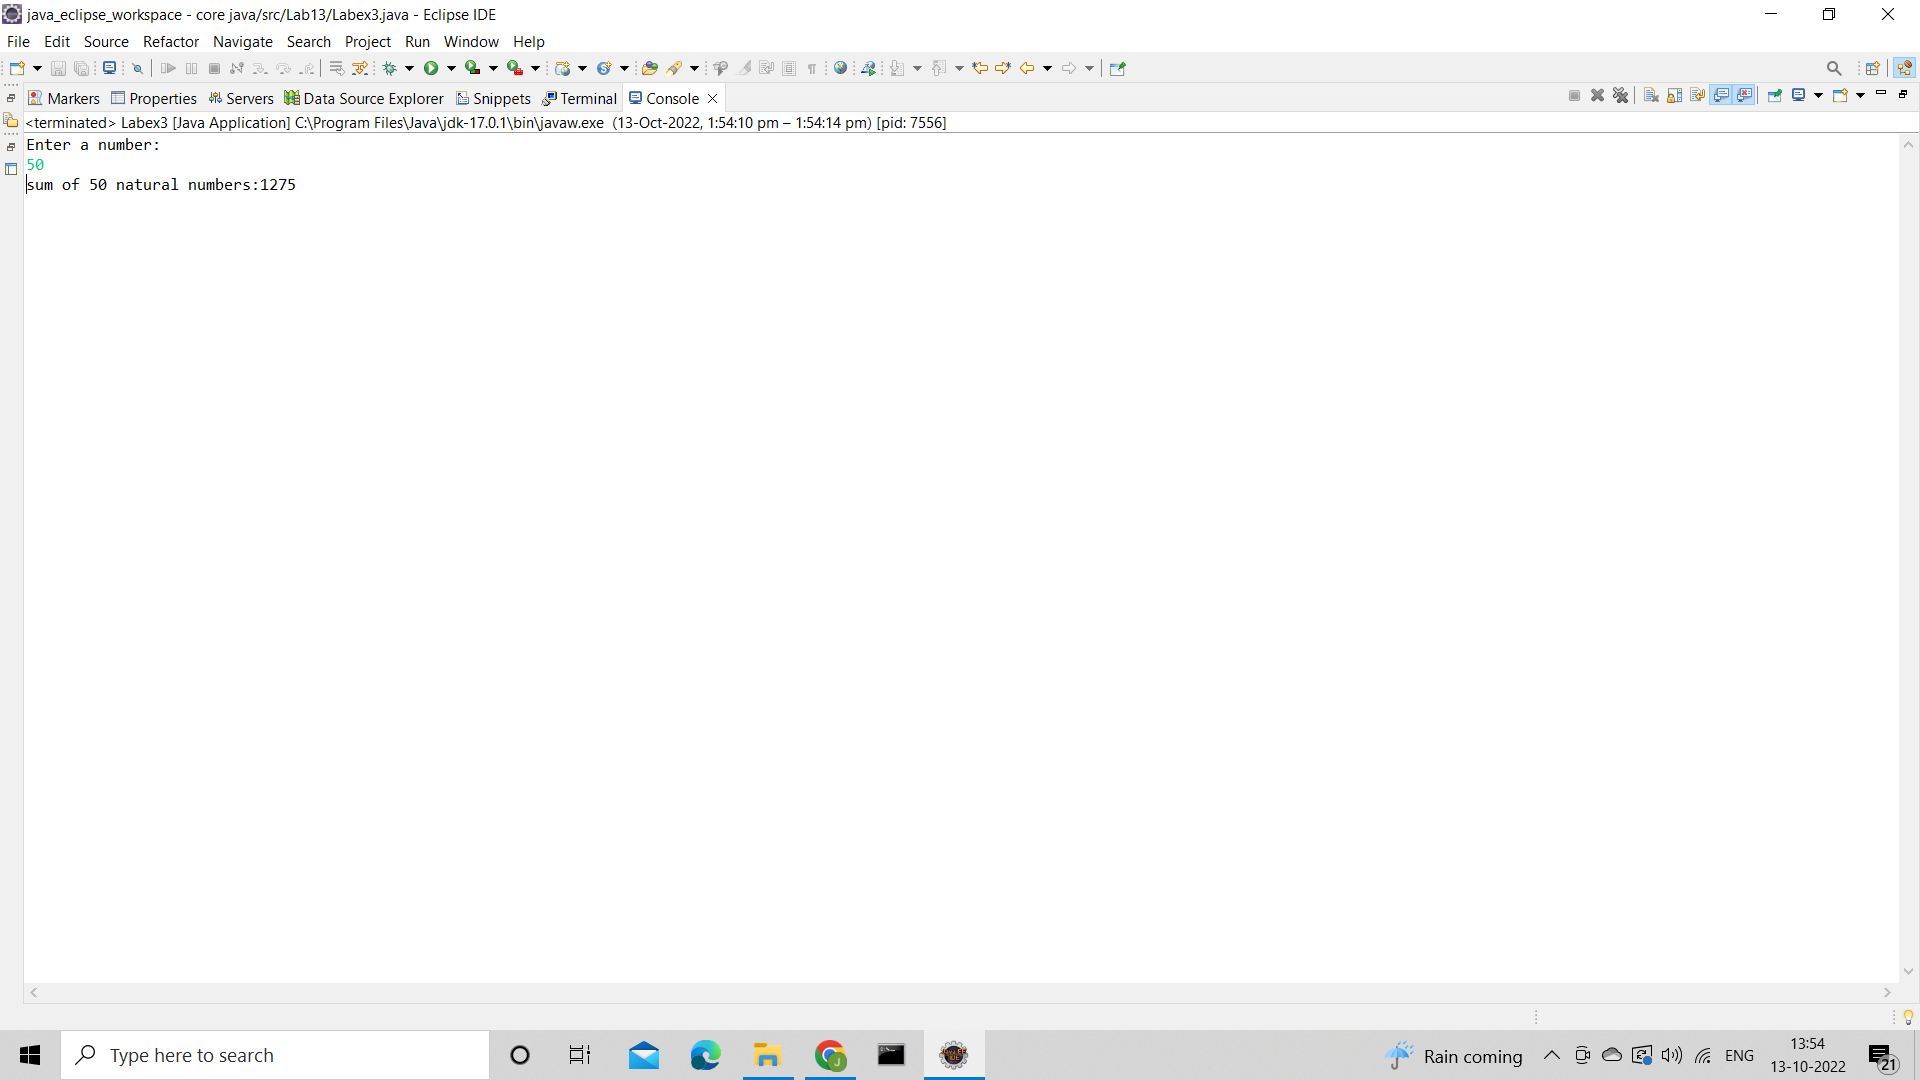 java_eclipse_workspace - core java/src/Lab13/Labex3.java - Eclipse IDE
File Edit Source Refactor Navigate Search Project Run Window Help
Markers Properties Servers Data Source Explorer Snippets Terminal Console
<terminated> Labex3 [Java Application] C:\Program Files\Java\jdk-17.0.1\bin\javaw.exe (13-Oct-2022, 1:54:10 pm – 1:54:14 pm) [pid: 7556]
Enter a number:
50
sum of 50 natural numbers:1275
Type here to search
Rain coming
ENG
13:54
13-10-2022
21